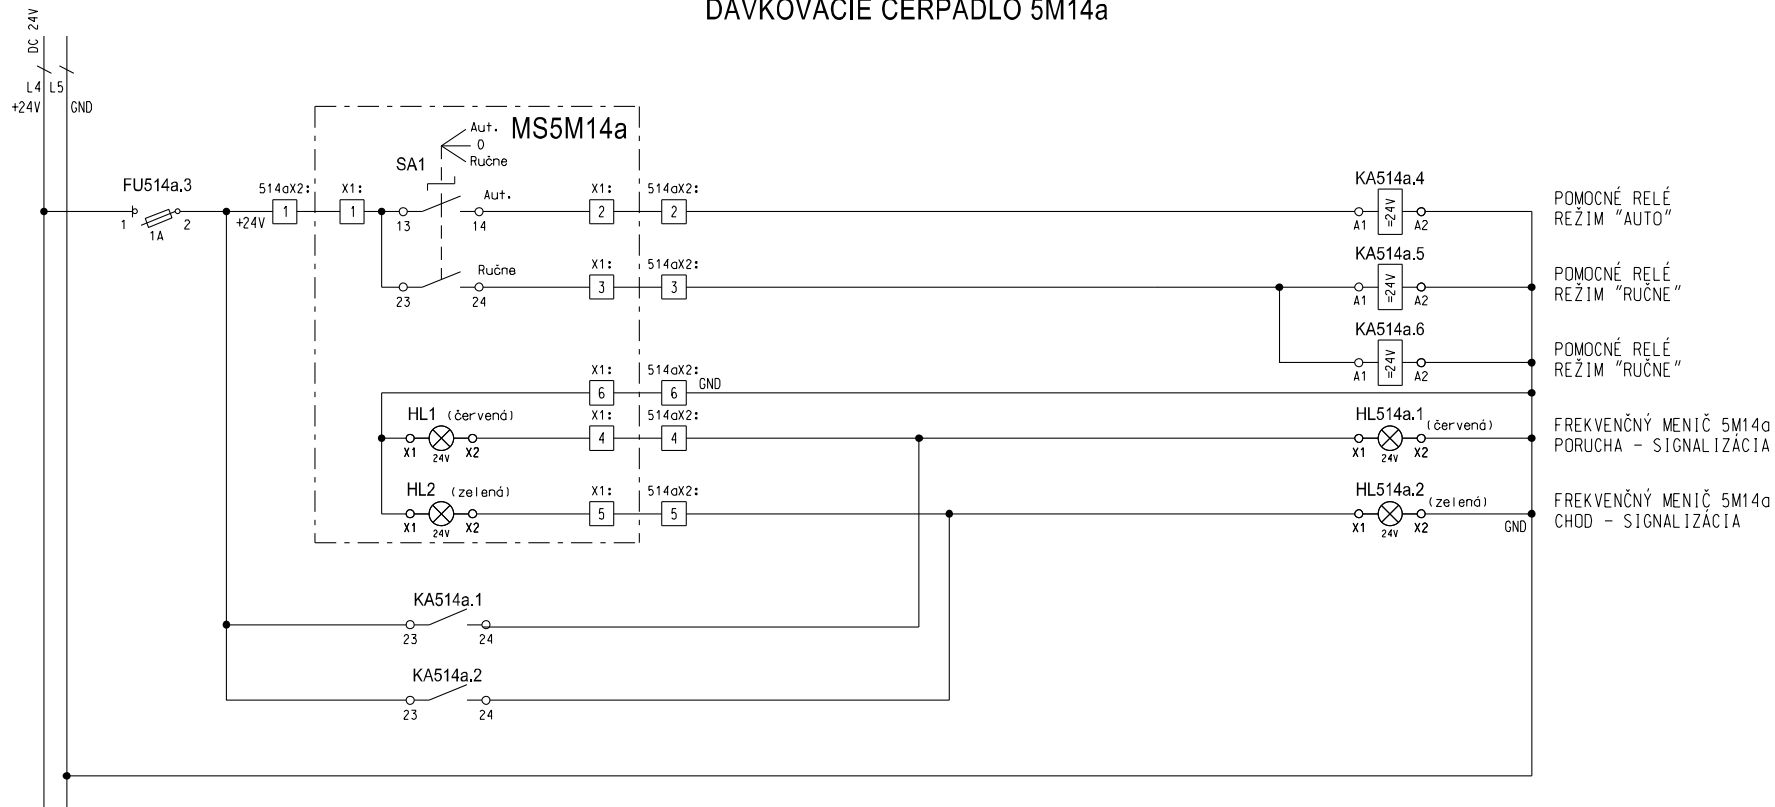 DÁVKOVACIE ČERPADLO 5M14a
DC 24V
L4 L5
+24V GND
MS5M14a
Aut.
0
Ručne
SA1
FU514a.3
1 1A 2
+24V
514aX2: X1:
1 1
13 Aut. 14
X1: 514aX2:
2 2
KA514a.4
A1 =24V A2
POMOCNÉ RELÉ
REŽIM "AUTO"
23 Ručne 24
X1: 514aX2:
3 3
KA514a.5
A1 =24V A2
POMOCNÉ RELÉ
REŽIM "RUČNE"
KA514a.6
A1 =24V A2
POMOCNÉ RELÉ
REŽIM "RUČNE"
X1: 514aX2:
6 6 GND
HL1 (červená)
X1 24V X2
X1: 514aX2:
4 4
HL514a.1 (červená)
X1 24V X2
FREKVENČNÝ MENIČ 5M14a
PORUCHA - SIGNALIZÁCIA
HL2 (zelená)
X1 24V X2
X1: 514aX2:
5 5
HL514a.2 (zelená)
X1 24V X2
GND
FREKVENČNÝ MENIČ 5M14a
CHOD - SIGNALIZÁCIA
KA514a.1
23 24
KA514a.2
23 24